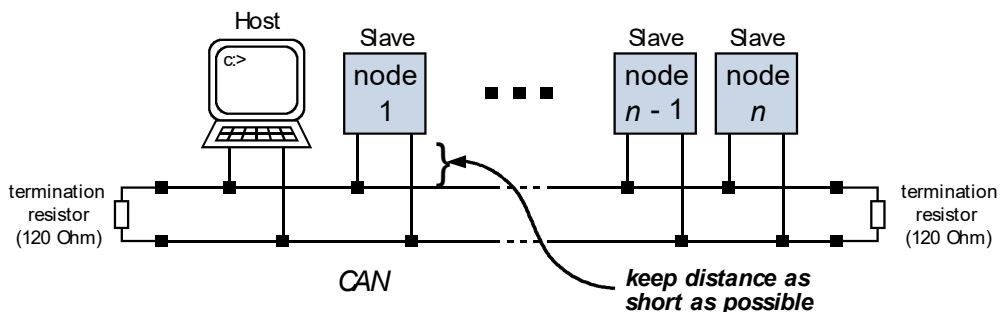 Host
Slave
Slave
Slave
c:>
node
1
node
n - 1
node
n
termination
resistor
(120 Ohm)
termination
resistor
(120 Ohm)
CAN
keep distance as
short as possible